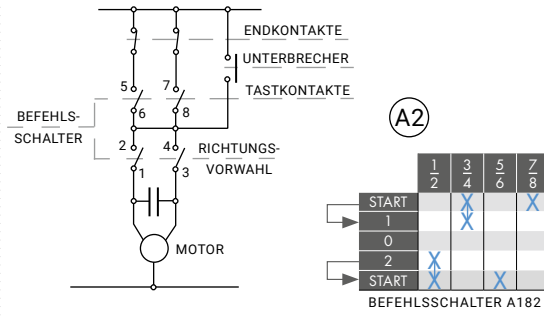 ENDKONTAKTE
UNTERBRECHER
TASTKONTAKTE
5 7
6 8
BEFEHLS-
SCHALTER
2 4
RICHTUNGS-
VORWAHL
1 3
MOTOR
A2
1/2 3/4 5/6 7/8
START X X
1 X
0
2 X
START X X
BEFEHLSSCHALTER A182